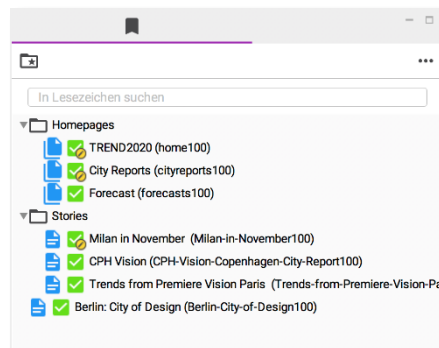 In Lesezeichen suchen
Homepages
TREND2020 (home100)
City Reports (cityreports100)
Forecast (forecasts100)
Stories
Milan in November (Milan-in-November100)
CPH Vision (CPH-Vision-Copenhagen-City-Report100)
Trends from Premiere Vision Paris (Trends-from-Premiere-Vision-Pa
Berlin: City of Design (Berlin-City-of-Design100)